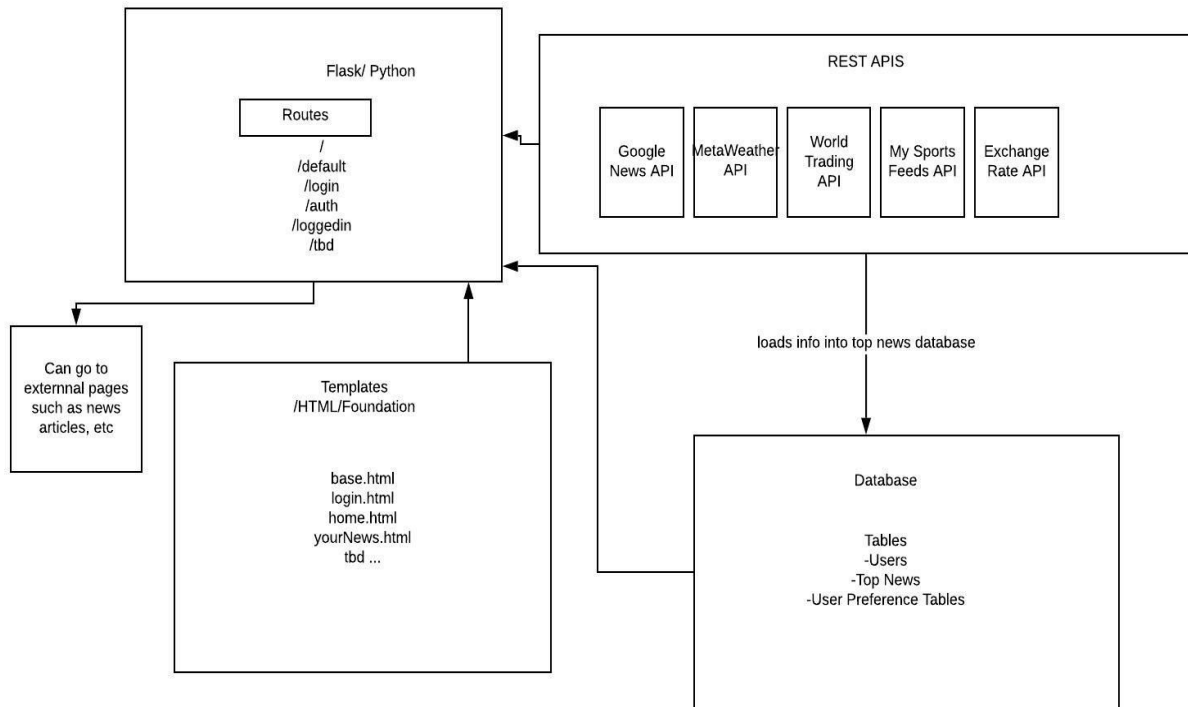 Flask/ Python
Routes
/
/default
/login
/auth
/loggedin
/tbd
REST APIS
Google
News API
MetaWeather
API
World
Trading
API
My Sports
Feeds API
Exchange
Rate API
loads info into top news database
Can go to
externnal pages
such as news
articles, etc
Templates
/HTML/Foundation
base.html
login.html
home.html
yourNews.html
tbd ...
Database
Tables
-Users
-Top News
-User Preference Tables